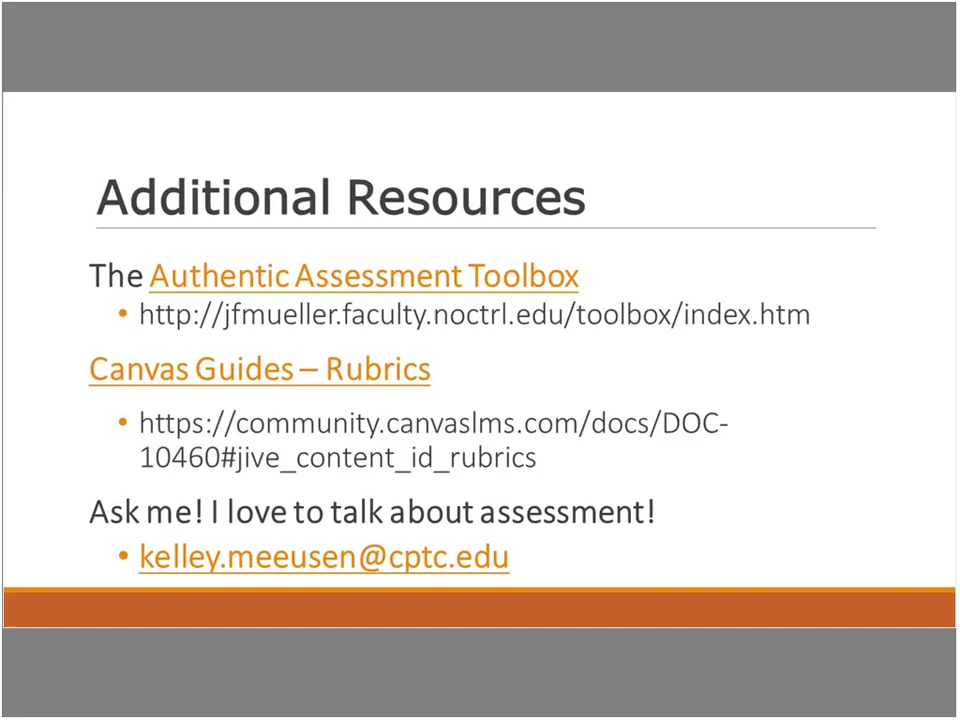 Additional Resources
The Authentic Assessment Toolbox
• http://jfmueller.faculty.noctrl.edu/toolbox/index.htm
Canvas Guides – Rubrics
• https://community.canvaslms.com/docs/DOC-
10460#jive_content_id_rubrics
Ask me! I love to talk about assessment!
• kelley.meeusen@cptc.edu